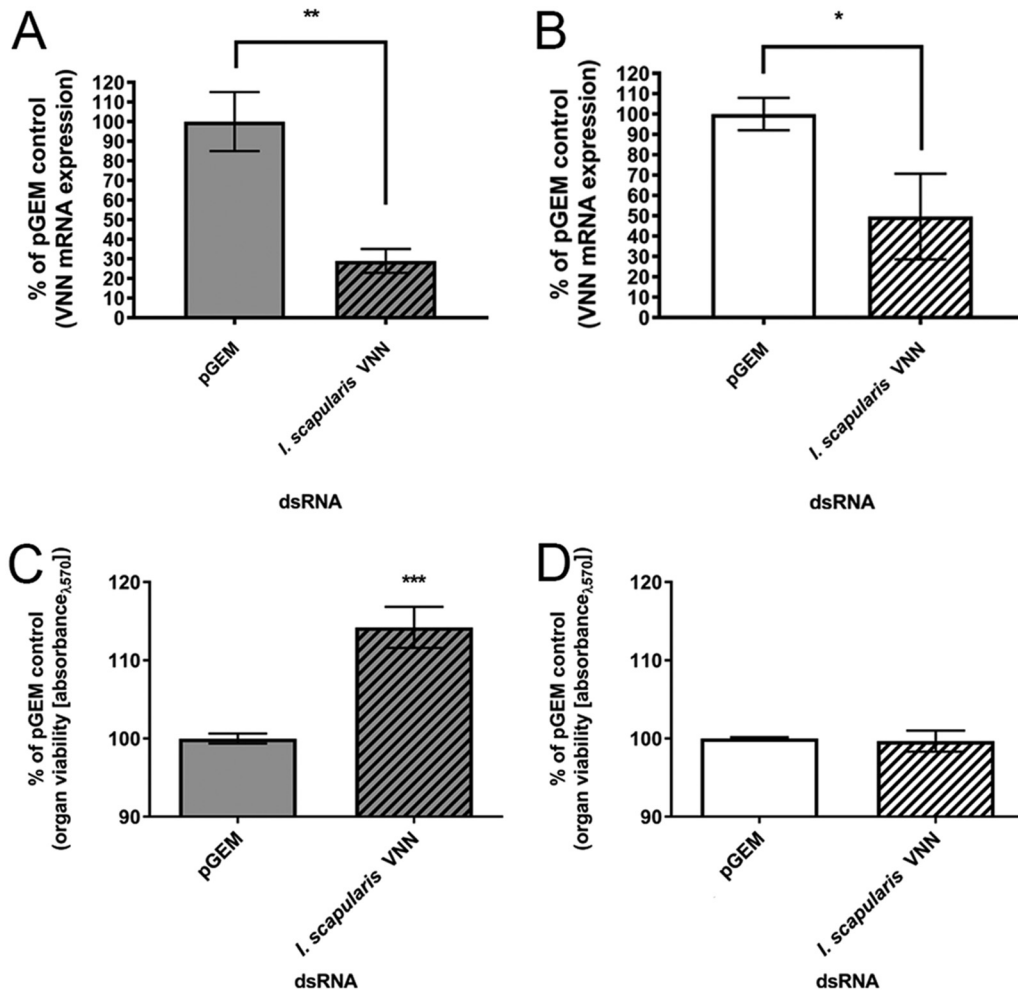 A
**
% of pGEM control
(VNN mRNA expression)
120
110
100
90
80
70
60
50
40
30
20
10
0
pGEM
I. scapularis VNN
dsRNA
B
*
% of pGEM control
(VNN mRNA expression)
120
110
100
90
80
70
60
50
40
30
20
10
0
pGEM
I. scapularis VNN
dsRNA
C
***
% of pGEM control
(organ viability [absorbanceλ570])
120
110
100
90
pGEM
I. scapularis VNN
dsRNA
D
% of pGEM control
(organ viability [absorbanceλ570])
120
110
100
90
pGEM
I. scapularis VNN
dsRNA